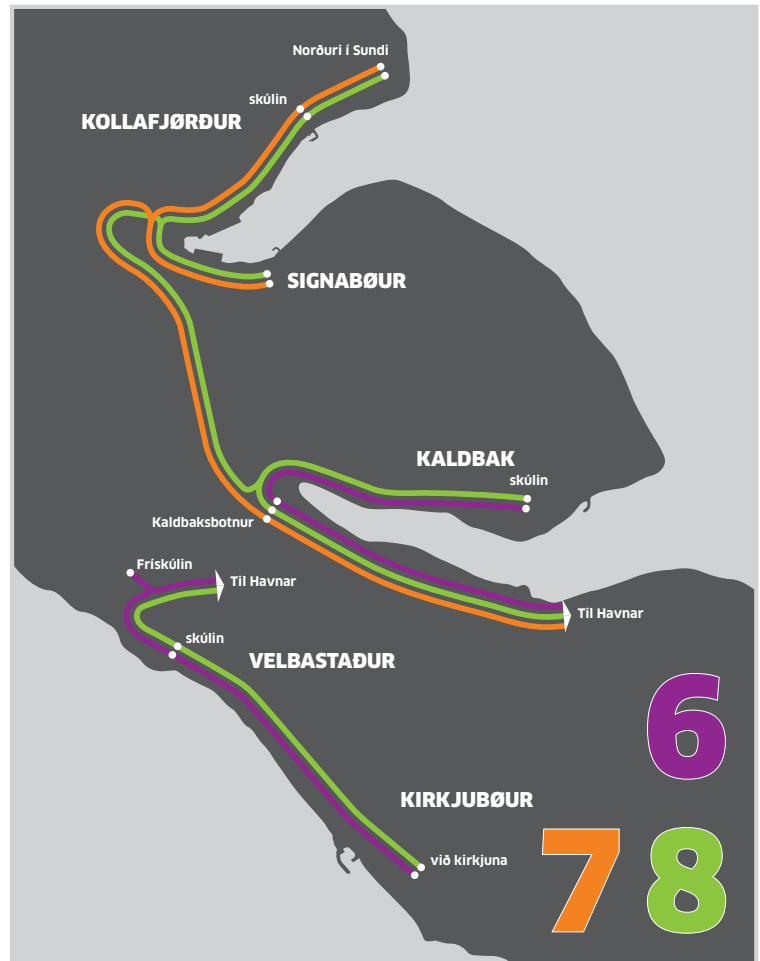 Norðuri í Sundi
skúlin
KOLLAFJØRÐUR
SIGNABØUR
KALDBAK
skúlin
Kaldbaksbotnur
Frískúlin
Til Havnar
Til Havnar
skúlin
VELBASTAÐUR
6
KIRKJUBØUR
við kirkjuna
7 8